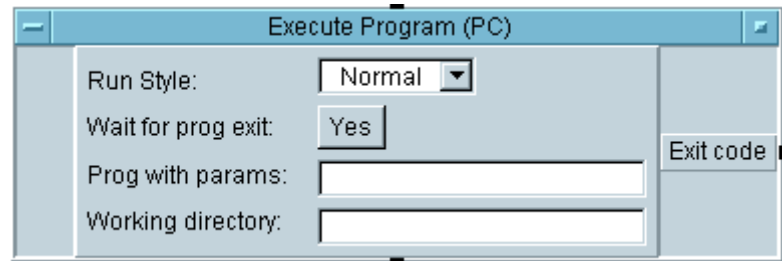 Execute Program (PC)
Run Style: Normal
Wait for prog exit: Yes
Exit code
Prog with params:
Working directory: